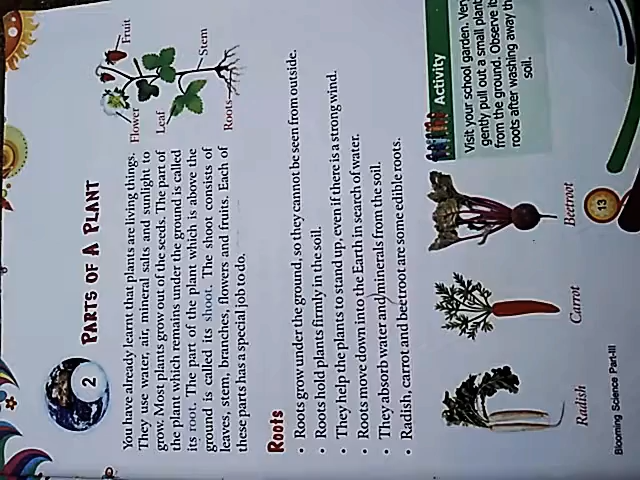 2
PARTS OF A PLANT
You have already learnt that plants are living things.
They use water, air, mineral salts and sunlight to
grow. Most plants grow out of the seeds. The part of
the plant which remains under the ground is called
its root. The part of the plant which is above the
ground is called its shoot. The shoot consists of
leaves, stem, branches, flowers and fruits. Each of
these parts has a special job to do.
Flower
Fruit
Leaf
Stem
Roots
Roots
• Roots grow under the ground, so they cannot be seen from outside.
• Roots hold plants firmly in the soil.
• They help the plants to stand up, even if there is a strong wind.
• Roots move down into the Earth in search of water.
• They absorb water and minerals from the soil.
• Radish, carrot and beetroot are some edible roots.
Radish
Carrot
Beetroot
Activity
Visit your school garden. Very
gently pull out a small plant
from the ground. Observe
roots after washing away
soil.
Blooming Science Part-III
13